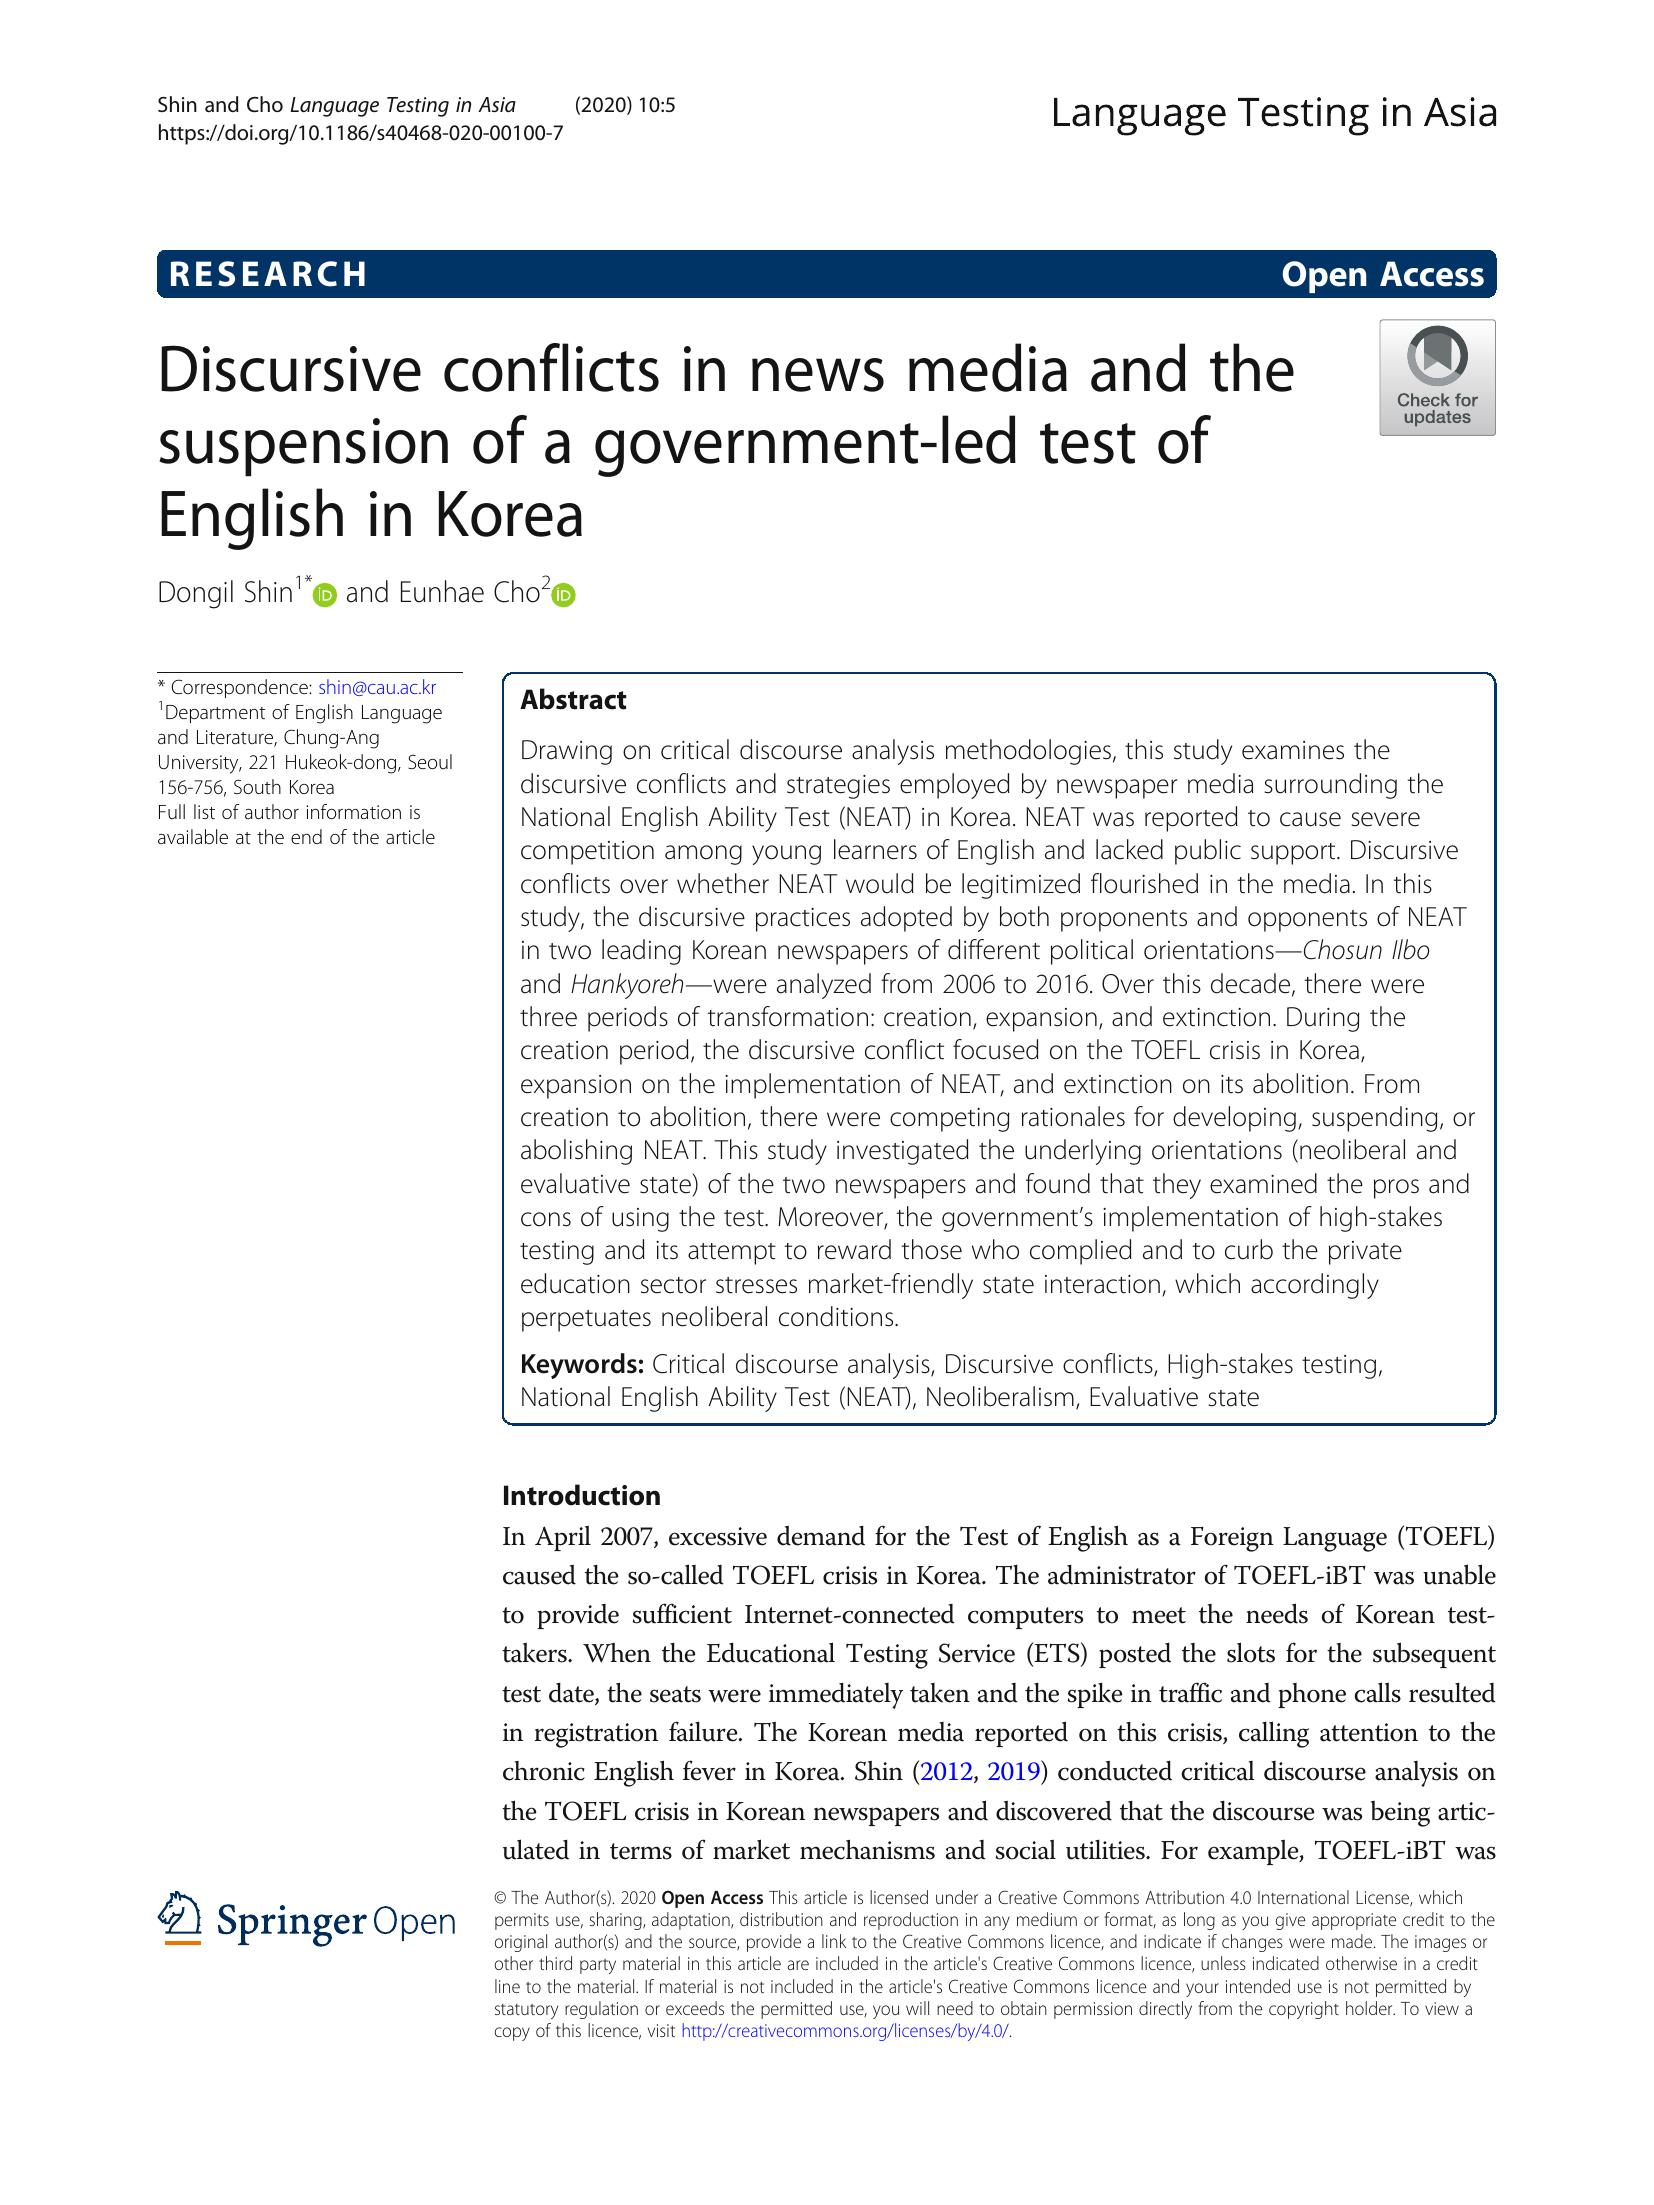 Shin and Cho Language Testing in Asia (2020) 10:5
https://doi.org/10.1186/s40468-020-00100-7
Language Testing in Asia
RESEARCH Open Access
Discursive conflicts in news media and the
suspension of a government-led test of
English in Korea
Check for
updates
Dongil Shin1* iD and Eunhae Cho2 iD
* Correspondence: shin@cau.ac.kr
1Department of English Language
and Literature, Chung-Ang
University, 221 Hukeok-dong, Seoul
156-756, South Korea
Full list of author information is
available at the end of the article
Abstract
Drawing on critical discourse analysis methodologies, this study examines the
discursive conflicts and strategies employed by newspaper media surrounding the
National English Ability Test (NEAT) in Korea. NEAT was reported to cause severe
competition among young learners of English and lacked public support. Discursive
conflicts over whether NEAT would be legitimized flourished in the media. In this
study, the discursive practices adopted by both proponents and opponents of NEAT
in two leading Korean newspapers of different political orientations—Chosun Ilbo
and Hankyoreh—were analyzed from 2006 to 2016. Over this decade, there were
three periods of transformation: creation, expansion, and extinction. During the
creation period, the discursive conflict focused on the TOEFL crisis in Korea,
expansion on the implementation of NEAT, and extinction on its abolition. From
creation to abolition, there were competing rationales for developing, suspending, or
abolishing NEAT. This study investigated the underlying orientations (neoliberal and
evaluative state) of the two newspapers and found that they examined the pros and
cons of using the test. Moreover, the government's implementation of high-stakes
testing and its attempt to reward those who complied and to curb the private
education sector stresses market-friendly state interaction, which accordingly
perpetuates neoliberal conditions.
Keywords: Critical discourse analysis, Discursive conflicts, High-stakes testing,
National English Ability Test (NEAT), Neoliberalism, Evaluative state
Introduction
In April 2007, excessive demand for the Test of English as a Foreign Language (TOEFL)
caused the so-called TOEFL crisis in Korea. The administrator of TOEFL-iBT was unable
to provide sufficient Internet-connected computers to meet the needs of Korean test-
takers. When the Educational Testing Service (ETS) posted the slots for the subsequent
test date, the seats were immediately taken and the spike in traffic and phone calls resulted
in registration failure. The Korean media reported on this crisis, calling attention to the
chronic English fever in Korea. Shin (2012, 2019) conducted critical discourse analysis on
the TOEFL crisis in Korean newspapers and discovered that the discourse was being artic-
ulated in terms of market mechanisms and social utilities. For example, TOEFL-iBT was
Springer Open
© The Author(s). 2020 Open Access This article is licensed under a Creative Commons Attribution 4.0 International License, which
permits use, sharing, adaptation, distribution and reproduction in any medium or format, as long as you give appropriate credit to the
original author(s) and the source, provide a link to the Creative Commons licence, and indicate if changes were made. The images or
other third party material in this article are included in the article's Creative Commons licence, unless indicated otherwise in a credit
line to the material. If material is not included in the article's Creative Commons licence and your intended use is not permitted by
statutory regulation or exceeds the permitted use, you will need to obtain permission directly from the copyright holder. To view a
copy of this licence, visit http://creativecommons.org/licenses/by/4.0/.